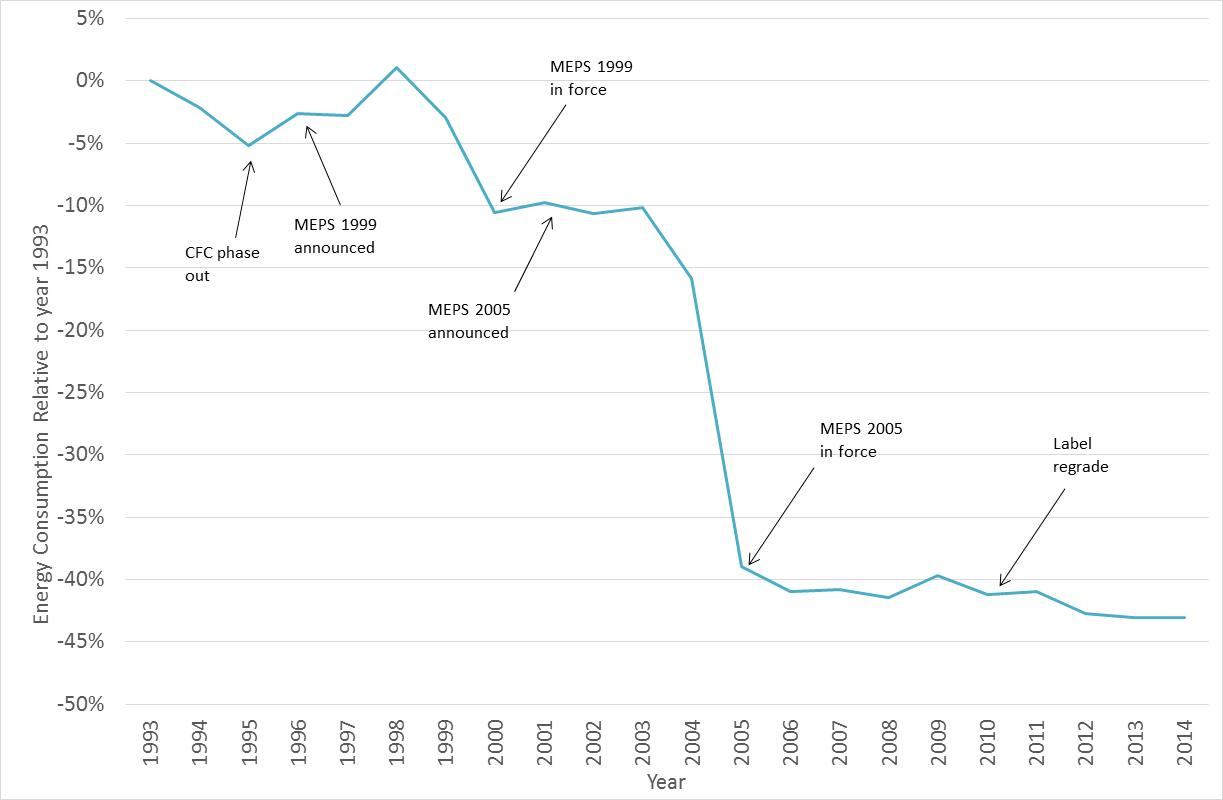 5%
0%
-5%
-10%
-15%
-20%
-25%
-30%
-35%
-40%
-45%
-50%
Energy Consumption Relative to year 1993
CFC phase
out
MEPS 1999
announced
MEPS 1999
in force
MEPS 2005
announced
MEPS 2005
in force
Label
regrade
1993
1994
1995
1996
1997
1998
1999
2000
2001
2002
2003
2004
2005
2006
2007
2008
2009
2010
2011
2012
2013
2014
Year